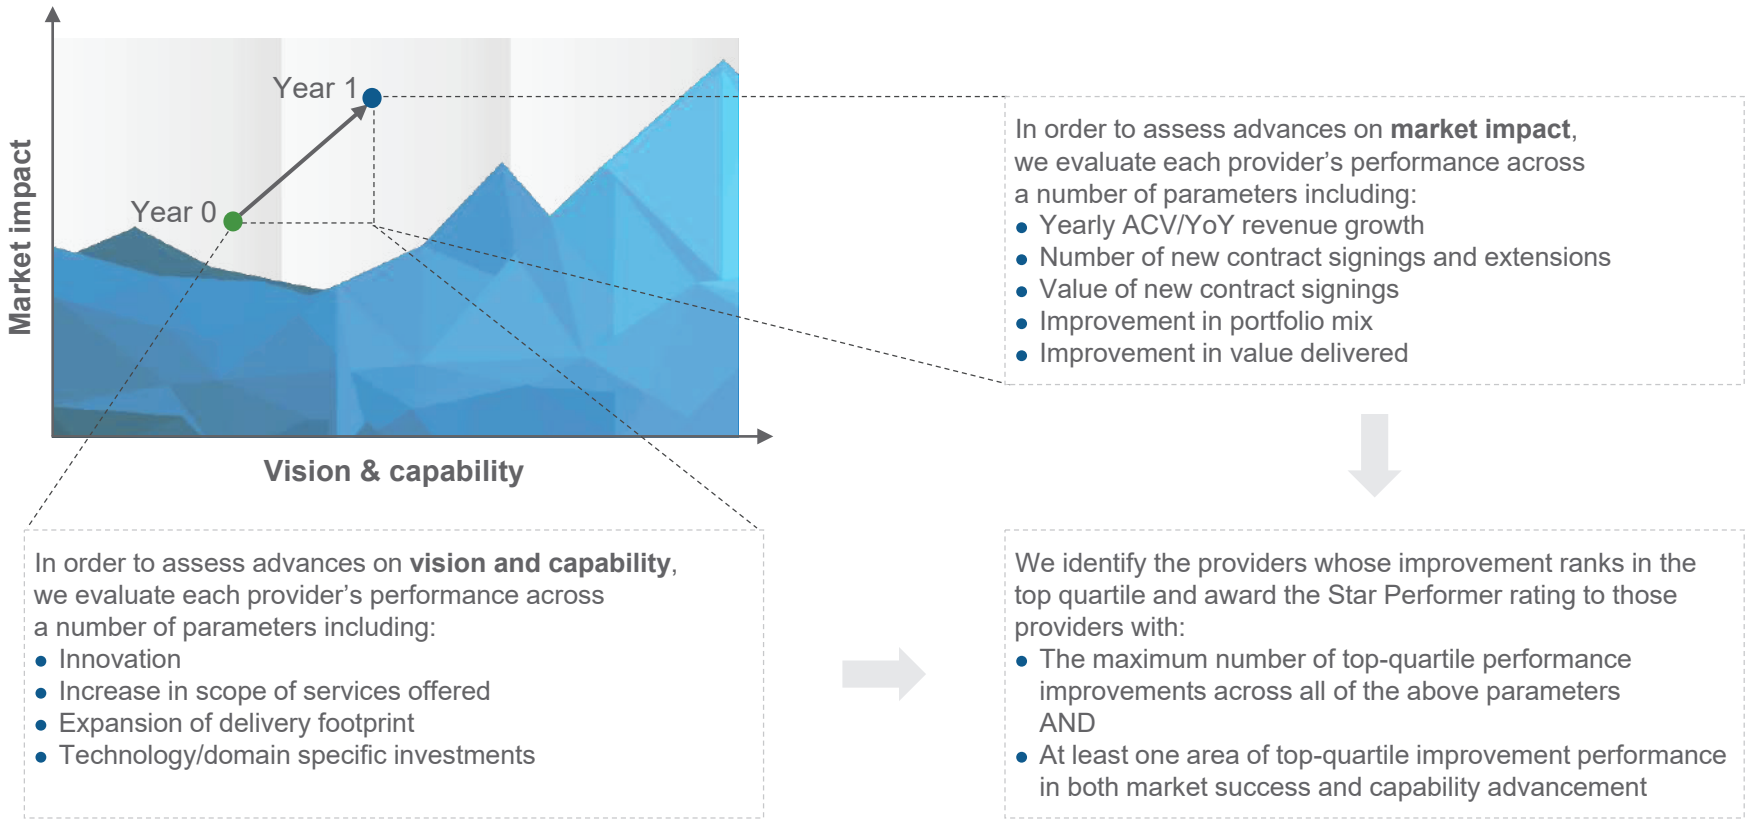 Market impact
Year 1
Year 0
Vision & capability
In order to assess advances on market impact,
we evaluate each provider's performance across
a number of parameters including:
● Yearly ACV/YoY revenue growth
● Number of new contract signings and extensions
● Value of new contract signings
● Improvement in portfolio mix
● Improvement in value delivered
In order to assess advances on vision and capability,
we evaluate each provider's performance across
a number of parameters including:
● Innovation
● Increase in scope of services offered
● Expansion of delivery footprint
● Technology/domain specific investments
We identify the providers whose improvement ranks in the
top quartile and award the Star Performer rating to those
providers with:
● The maximum number of top-quartile performance
improvements across all of the above parameters
AND
● At least one area of top-quartile improvement performance
in both market success and capability advancement